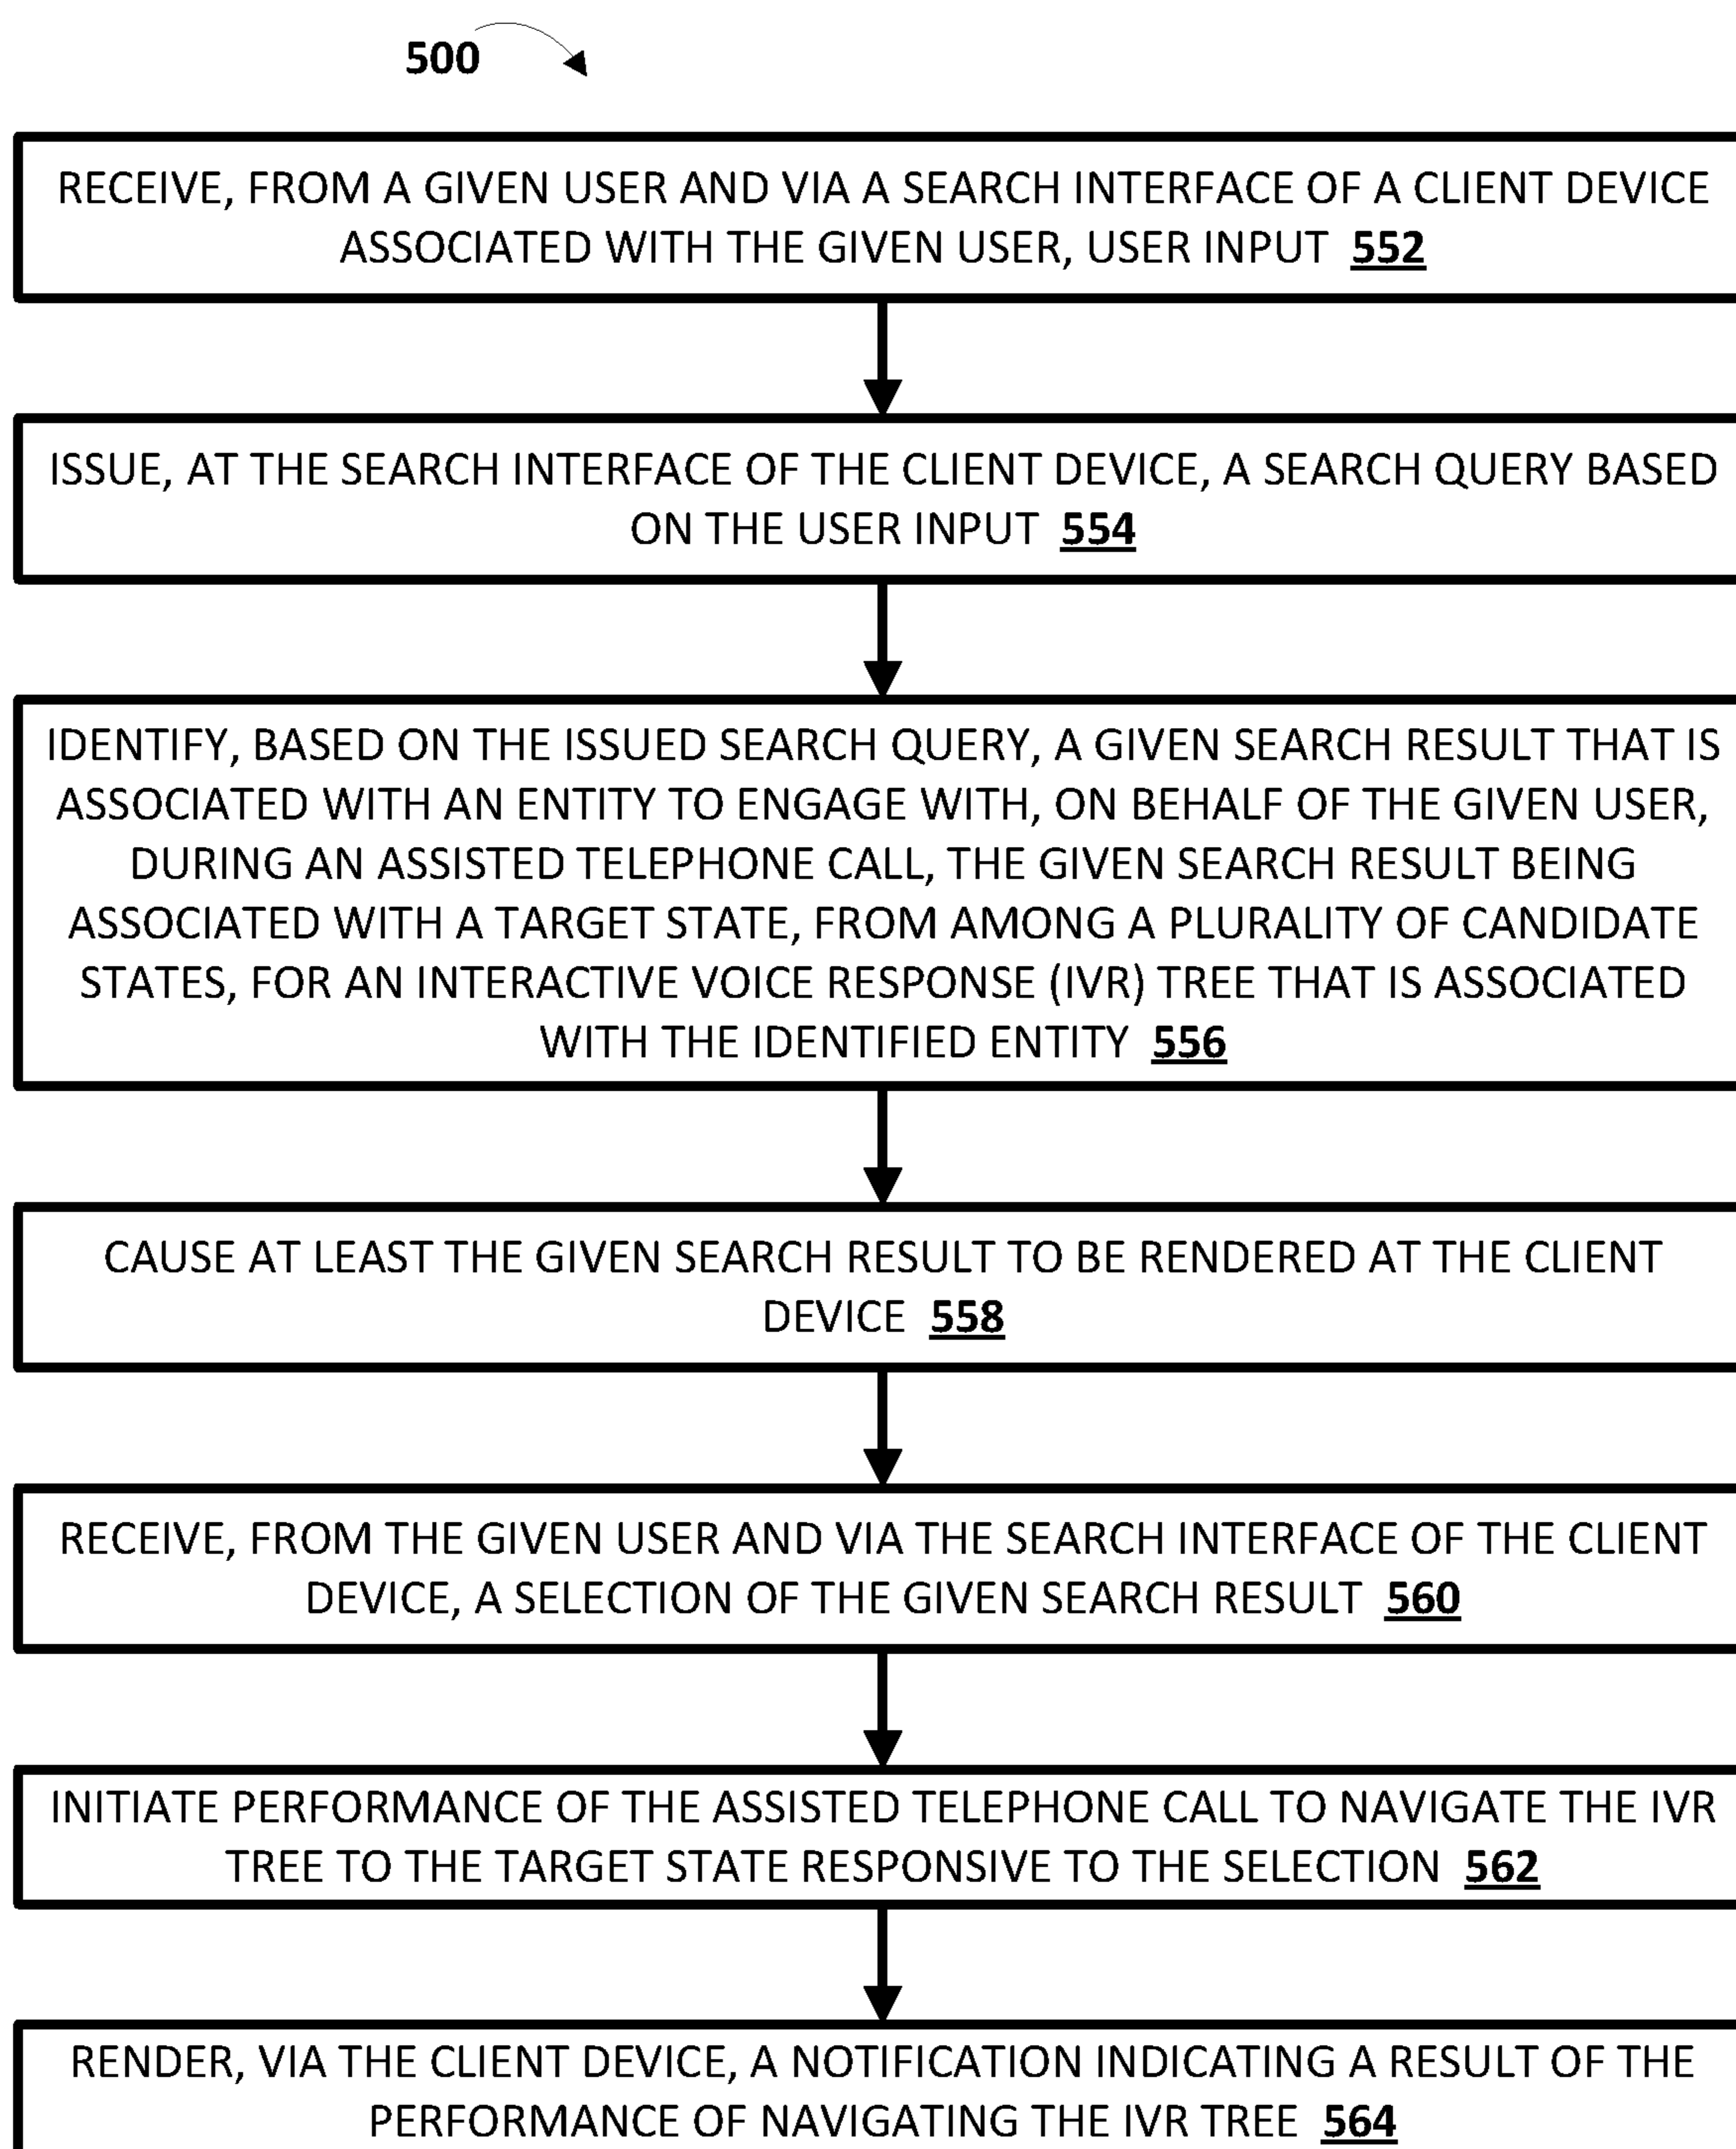 500
RECEIVE, FROM A GIVEN USER AND VIA A SEARCH INTERFACE OF A CLIENT DEVICE
ASSOCIATED WITH THE GIVEN USER, USER INPUT 552
ISSUE, AT THE SEARCH INTERFACE OF THE CLIENT DEVICE, A SEARCH QUERY BASED
ON THE USER INPUT 554
IDENTIFY, BASED ON THE ISSUED SEARCH QUERY, A GIVEN SEARCH RESULT THAT IS
ASSOCIATED WITH AN ENTITY TO ENGAGE WITH, ON BEHALF OF THE GIVEN USER,
DURING AN ASSISTED TELEPHONE CALL, THE GIVEN SEARCH RESULT BEING
ASSOCIATED WITH A TARGET STATE, FROM AMONG A PLURALITY OF CANDIDATE
STATES, FOR AN INTERACTIVE VOICE RESPONSE (IVR) TREE THAT IS ASSOCIATED
WITH THE IDENTIFIED ENTITY 556
CAUSE AT LEAST THE GIVEN SEARCH RESULT TO BE RENDERED AT THE CLIENT
DEVICE 558
RECEIVE, FROM THE GIVEN USER AND VIA THE SEARCH INTERFACE OF THE CLIENT
DEVICE, A SELECTION OF THE GIVEN SEARCH RESULT 560
INITIATE PERFORMANCE OF THE ASSISTED TELEPHONE CALL TO NAVIGATE THE IVR
TREE TO THE TARGET STATE RESPONSIVE TO THE SELECTION 562
RENDER, VIA THE CLIENT DEVICE, A NOTIFICATION INDICATING A RESULT OF THE
PERFORMANCE OF NAVIGATING THE IVR TREE 564